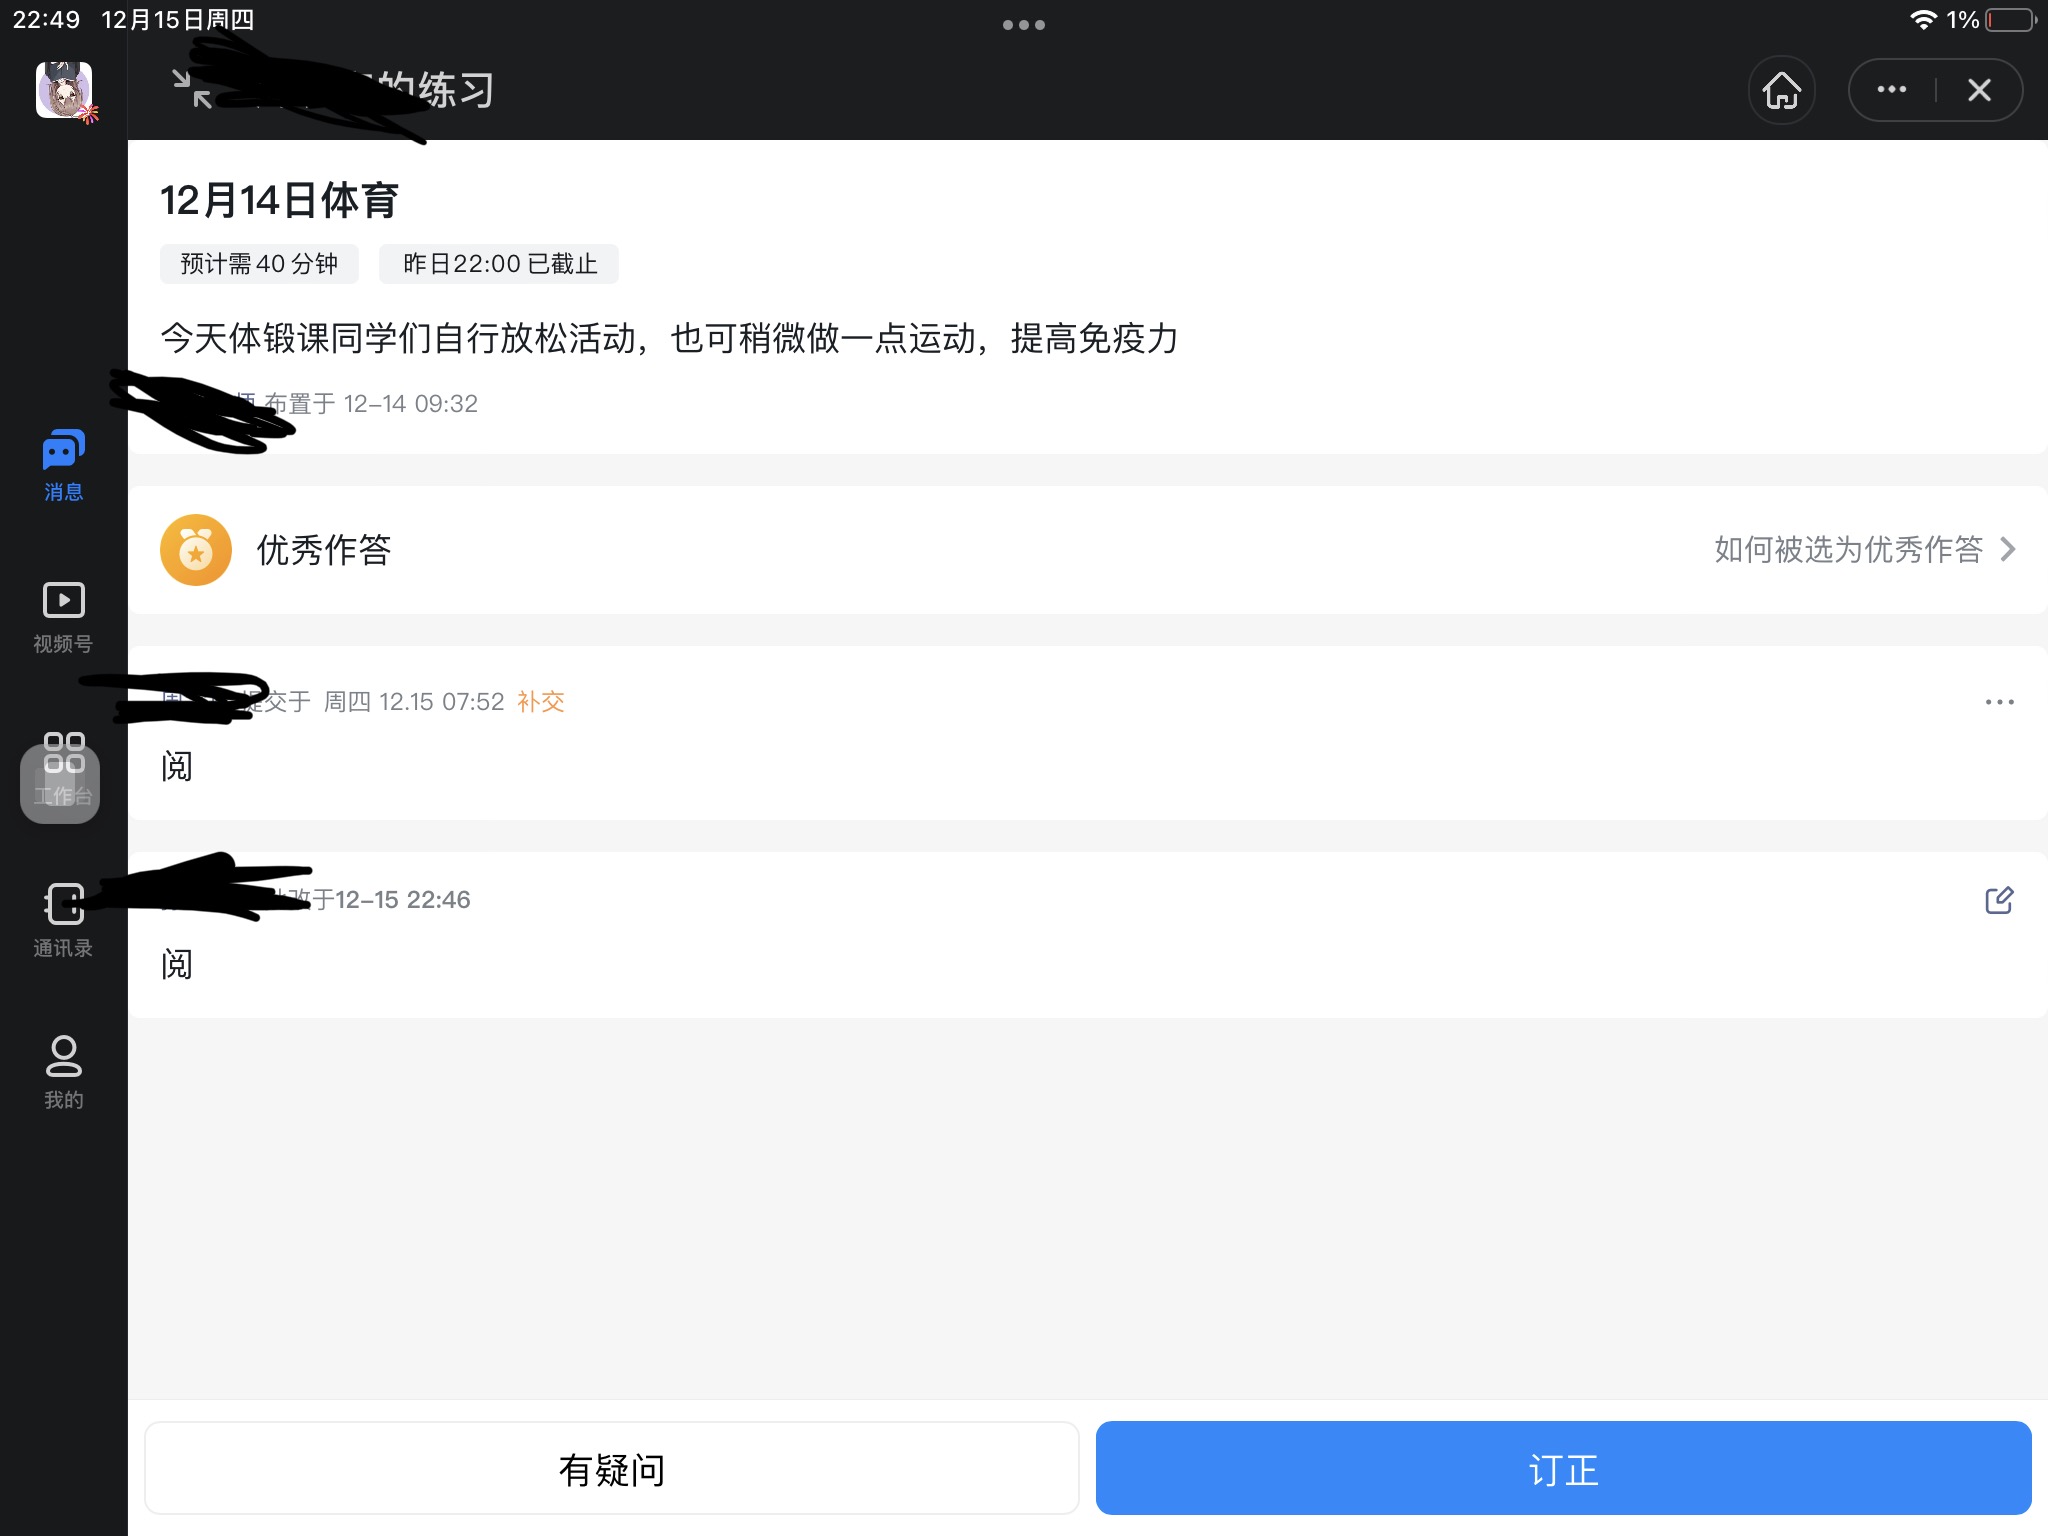 22:49 12月15日周四
1%
的练习
12月14日体育
预计需40分钟 昨日22:00 已截止
今天体锻课同学们自行放松活动，也可稍微做一点运动，提高免疫力
布置于 12-14 09:32
消息
优秀作答
如何被选为优秀作答
视频号
提交于 周四 12.15 07:52 补交
阅
工作台
改于12-15 22:46
通讯录
阅
我的
有疑问
订正